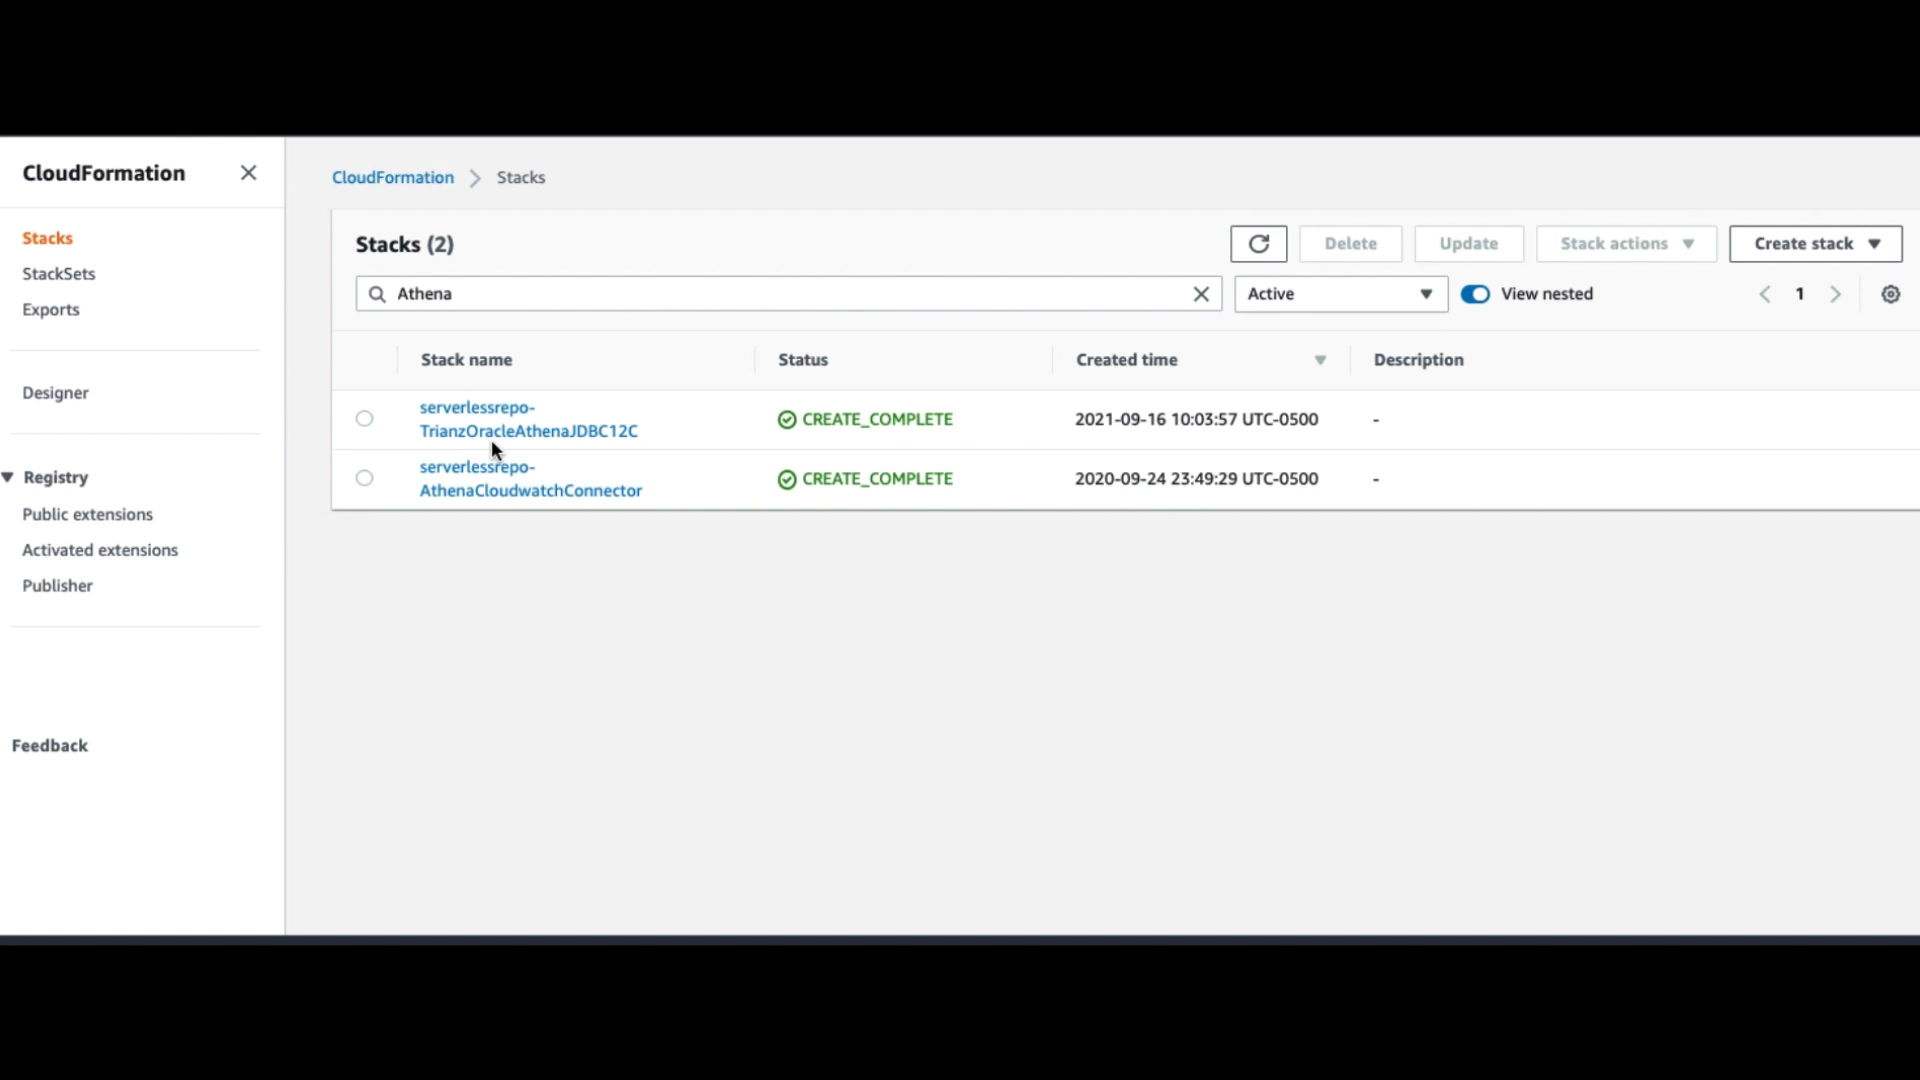 CloudFormation
Stacks
StackSets
Exports
Designer
Registry
Public extensions
Activated extensions
Publisher
Feedback
CloudFormation > Stacks
Stacks (2)
Delete
Update
Stack actions
Create stack
Athena
Active
View nested
1
Stack name Status Created time Description
serverlessrepo-
TrianzOracleAthenaJDBC12C
CREATE_COMPLETE 2021-09-16 10:03:57 UTC-0500 -
serverlessrepo-
AthenaCloudwatchConnector
CREATE_COMPLETE 2020-09-24 23:49:29 UTC-0500 -